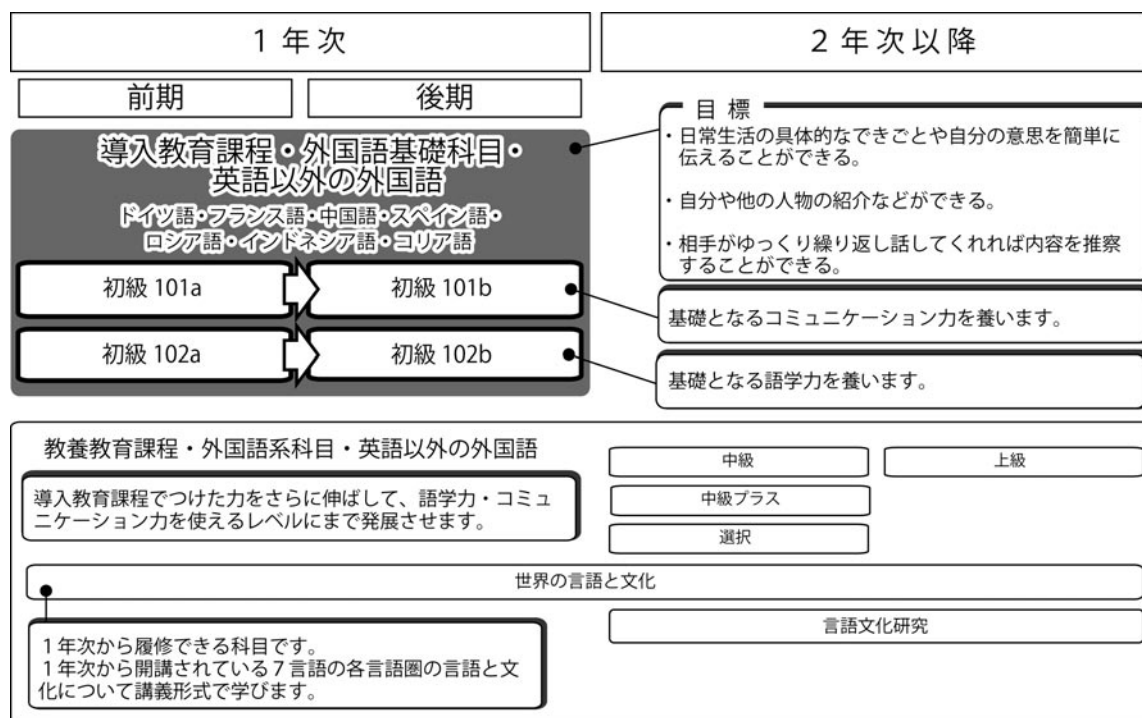 1年次
2年次以降
前期
後期
導入教育課程・外国語基礎科目・
英語以外の外国語
ドイツ語・フランス語・中国語・スペイン語・
ロシア語・インドネシア語・コリア語
初級 101a
初級 101b
初級 102a
初級 102b
目標
・日常生活の具体的なできごとや自分の意思を簡単に
伝えることができる。
・自分や他の人物の紹介などができる。
・相手がゆっくり繰り返し話してくれれば内容を推察
することができる。
基礎となるコミュニケーション力を養います。
基礎となる語学力を養います。
教養教育課程・外国語系科目・英語以外の外国語
導入教育課程でつけた力をさらに伸ばして、語学力・コミュ
ニケーション力を使えるレベルにまで発展させます。
中級
上級
中級プラス
選択
世界の言語と文化
1年次から履修できる科目です。
1年次から開講されている7言語の各言語圏の言語と文
化について講義形式で学びます。
言語文化研究